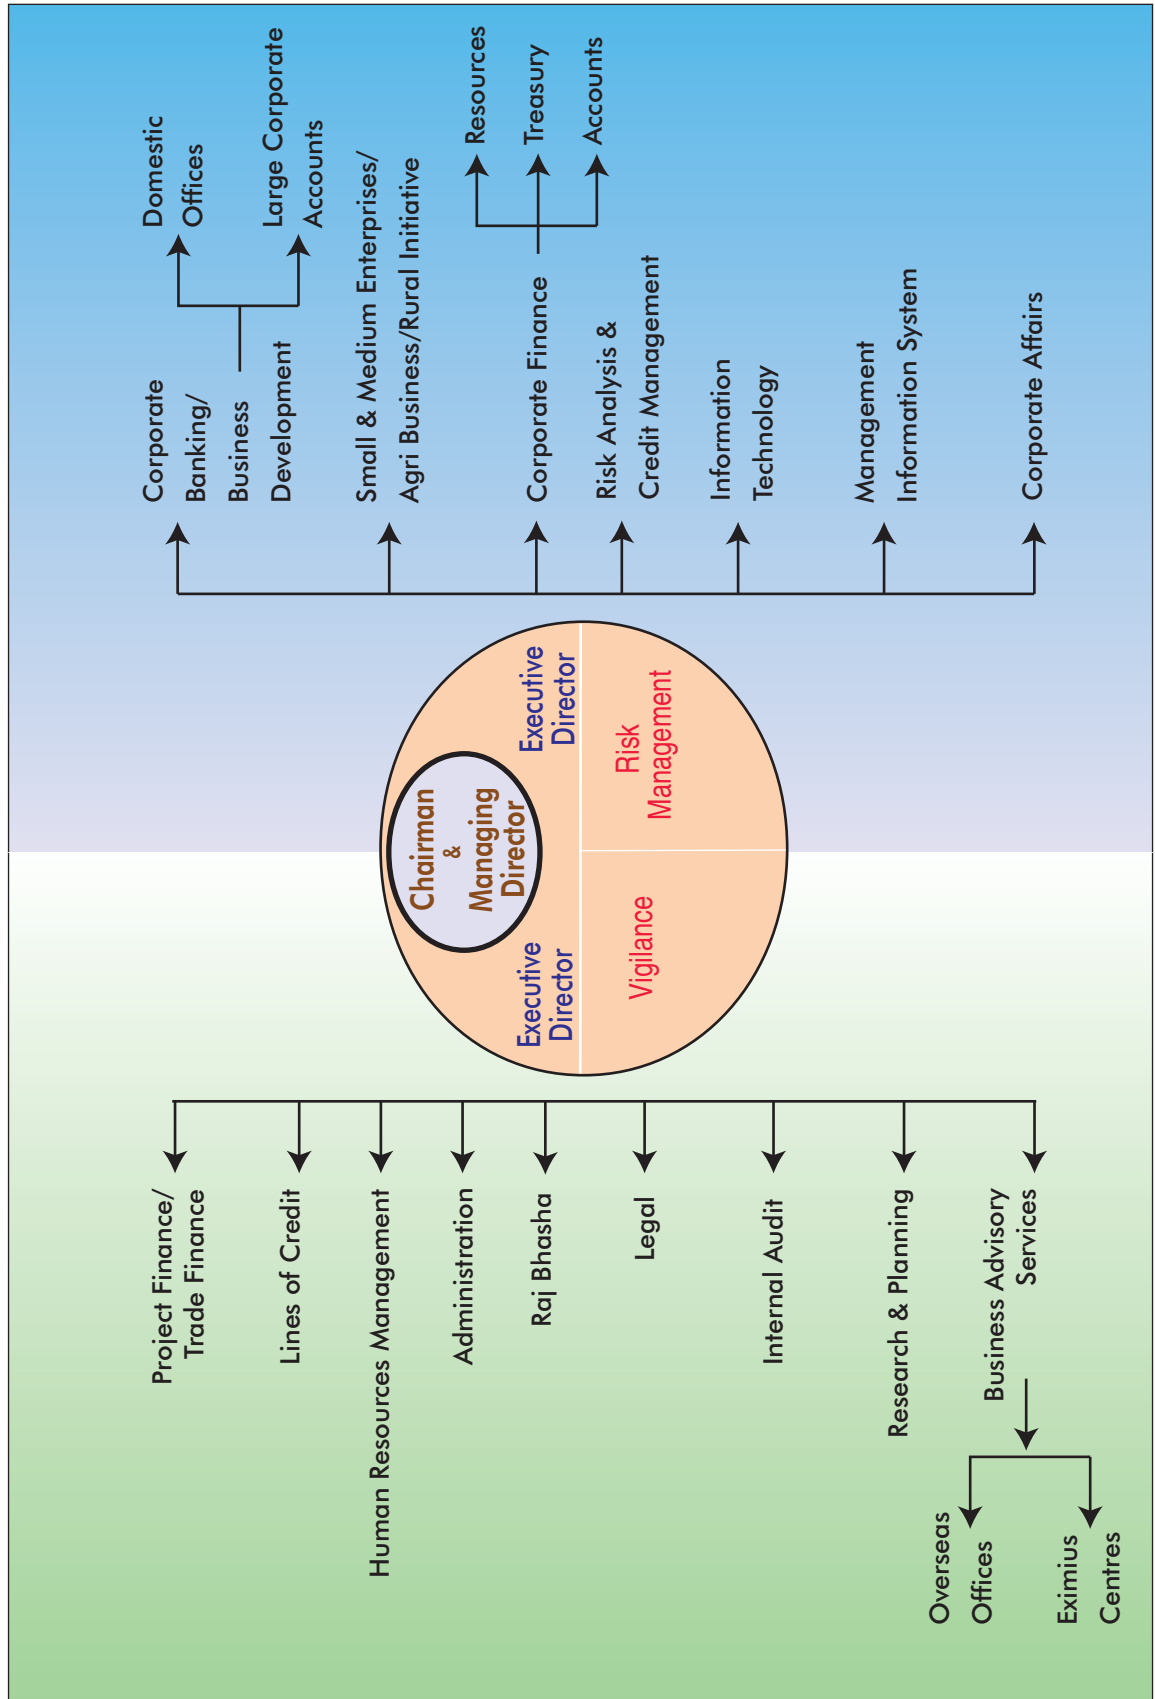 Chairman
&
Managing
Director
Executive
Director
Executive
Director
Vigilance
Risk
Management
Project Finance/
Trade Finance
Lines of Credit
Human Resources Management
Administration
Raj Bhasha
Legal
Internal Audit
Research & Planning
Business Advisory
Services
Overseas
Offices
Eximius
Centres
Corporate
Banking/
Business
Development
Domestic
Offices
Large Corporate
Accounts
Small & Medium Enterprises/
Agri Business/Rural Initiative
Corporate Finance
Resources
Treasury
Accounts
Risk Analysis &
Credit Management
Information
Technology
Management
Information System
Corporate Affairs